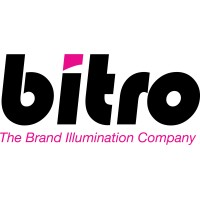 bitro
The Brand Illumination Company